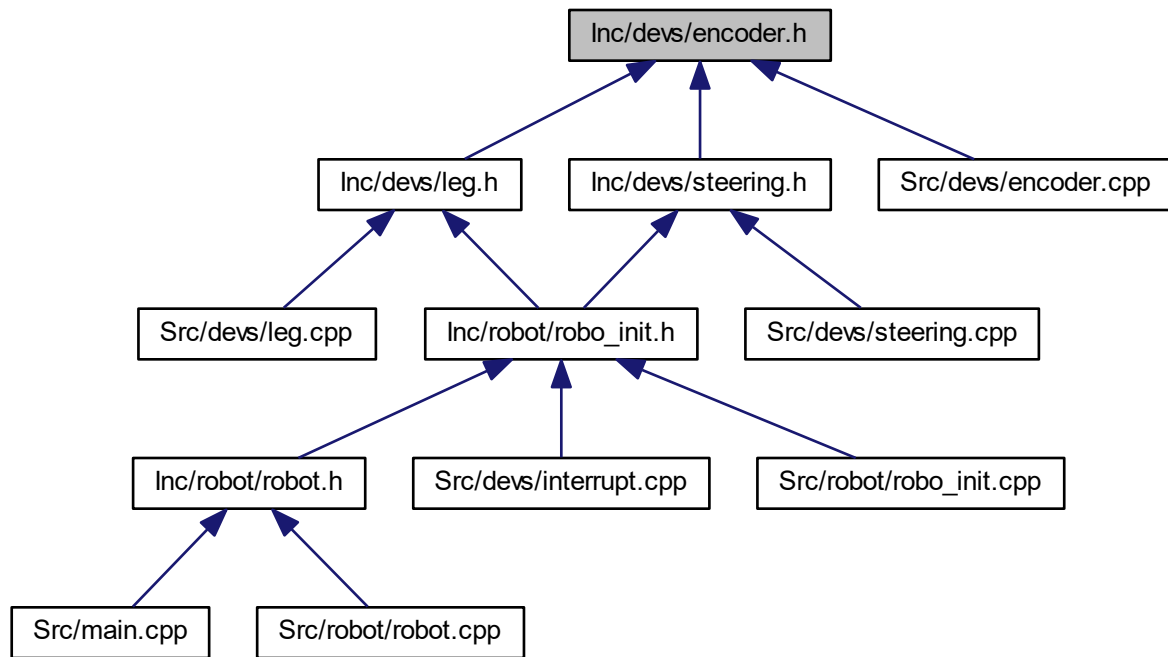 Inc/devs/encoder.h
Inc/devs/leg.h
Inc/devs/steering.h
Src/devs/encoder.cpp
Src/devs/leg.cpp
Inc/robot/robo_init.h
Src/devs/steering.cpp
Inc/robot/robot.h
Src/devs/interrupt.cpp
Src/robot/robo_init.cpp
Src/main.cpp
Src/robot/robot.cpp